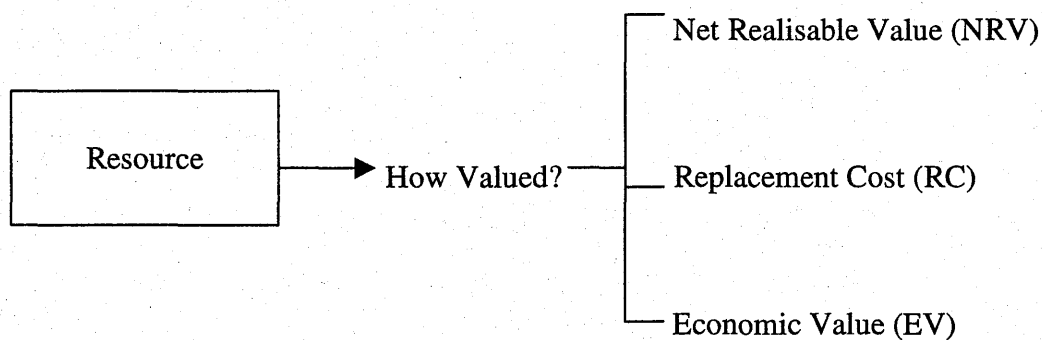 Net Realisable Value (NRV)
Resource
How Valued?
Replacement Cost (RC)
Economic Value (EV)